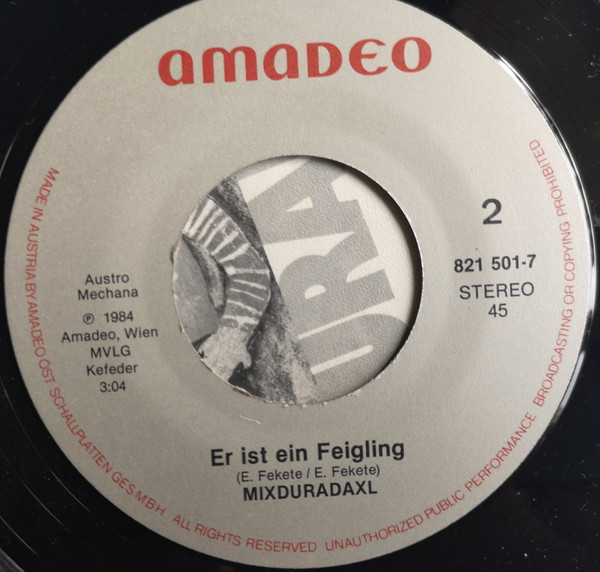 amaDEO
2
821 501-7
STEREO
45
Austro
Mechana
℗ 1984
Amadeo, Wien
MVLG
Kefeder
3:04
URA
Er ist ein Feigling
(E. Fekete / E. Fekete)
MIXDURADAXL
MADE IN AUSTRIA BY AMADEO ÖST. SCHALLPLATTEN GES.M.B.H. ALL RIGHTS RESERVED UNAUTHORIZED PUBLIC PERFORMANCE BROADCASTING OR COPYING PROHIBITED